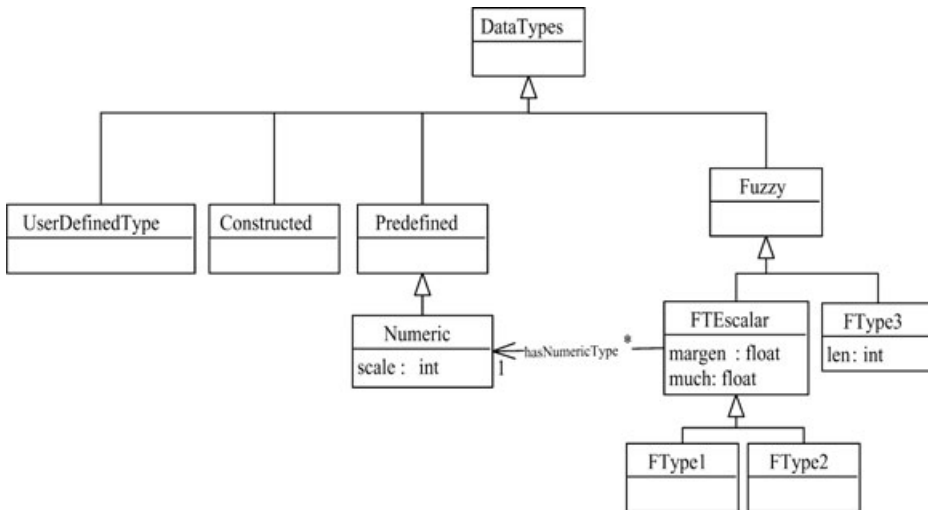 DataTypes
Fuzzy
UserDefinedType
Constructed
Predefined
Numeric
scale : int
1
hasNumericType
*
FTEscalar
margen : float
much: float
FType3
len: int
FType1
FType2